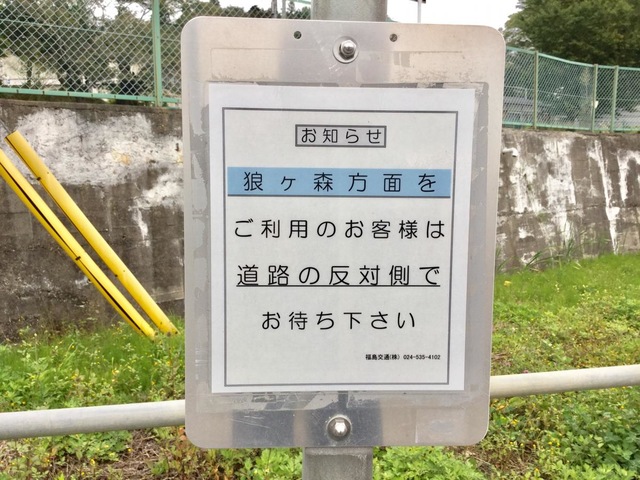 お知らせ
狼ヶ森方面を
ご利用のお客様は
道路の反対側で
お待ち下さい
福島交通(株) 024-535-4102